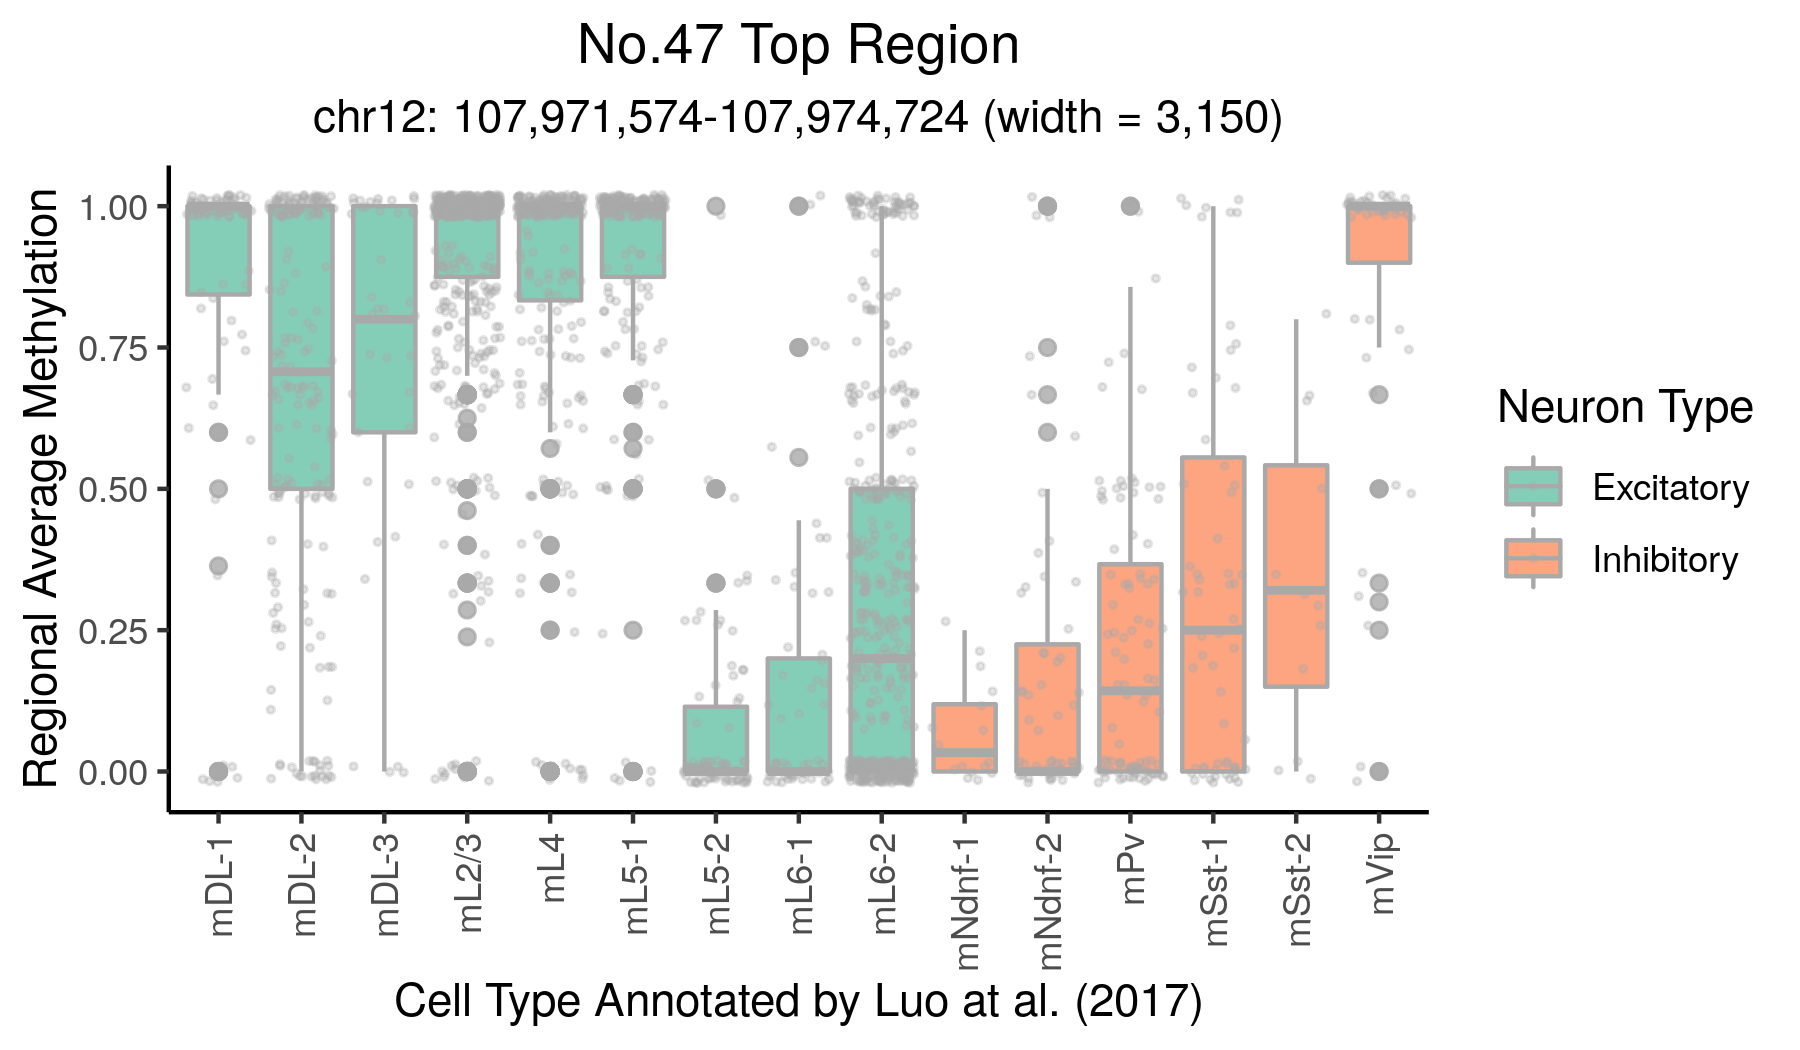 No.47 Top Region
chr12: 107,971,574-107,974,724 (width = 3,150)
Regional Average Methylation
1.00
0.75
0.50
0.25
0.00
mDL-1
mDL-2
mDL-3
mL2/3
mL4
mL5-1
mL5-2
mL6-1
mL6-2
mNdnf-1
mNdnf-2
mPv
mSst-1
mSst-2
mVip
Cell Type Annotated by Luo at al. (2017)
Neuron Type
Excitatory
Inhibitory